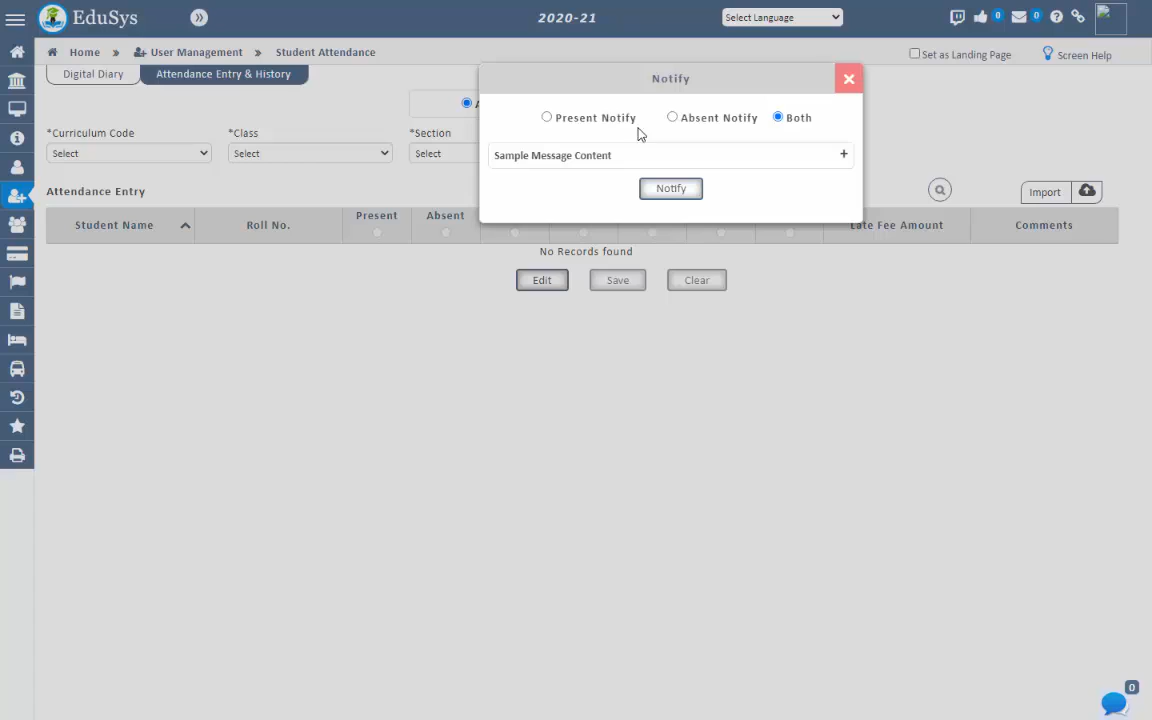 EduSys
2020-21
Select Language
0
0
Home » User Management » Student Attendance
Set as Landing Page
Screen Help
Digital Diary
Attendance Entry & History
Notify
Present Notify
Absent Notify
Both
*Curriculum Code
*Class
*Section
Select
Select
Select
Sample Message Content +
Notify
Attendance Entry
Import
Student Name
Roll No.
Present
Absent
Late Fee Amount
Comments
No Records found
Edit
Save
Clear
0